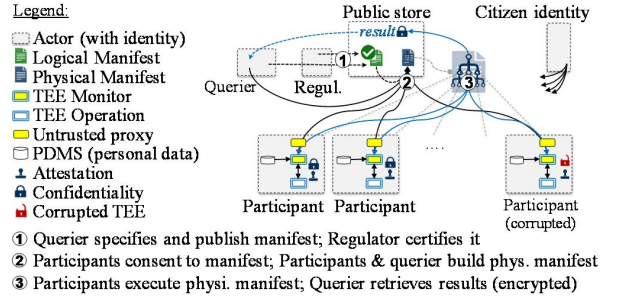 Legend:
Public store
Citizen identity
Actor (with identity)
Logical Manifest
Physical Manifest
TEE Monitor
TEE Operation
Untrusted proxy
PDMS (personal data)
Attestation
Confidentiality
Corrupted TEE
result
1
Querier
Regul.
2
3
....
Participant
Participant
Participant
(corrupted)
1 Querier specifies and publish manifest; Regulator certifies it
2 Participants consent to manifest; Participants & querier build phys. manifest
3 Participants execute physi. manifest; Querier retrieves results (encrypted)